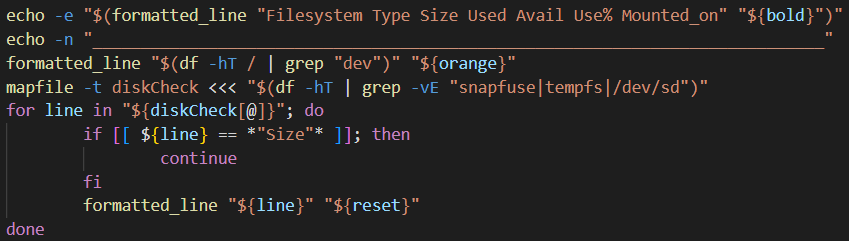 echo -e "$(formatted_line "Filesystem Type Size Used Avail Use% Mounted_on" "${bold}")"
echo -n "_________________________________________________________________________"
formatted_line "$(df -hT / | grep "dev")" "${orange}"
mapfile -t diskCheck <<< "$(df -hT | grep -vE "snapfuse|tempfs|/dev/sd")"
for line in "${diskCheck[@]}"; do
        if [[ ${line} == *"Size"* ]]; then
                continue
        fi
        formatted_line "${line}" "${reset}"
done